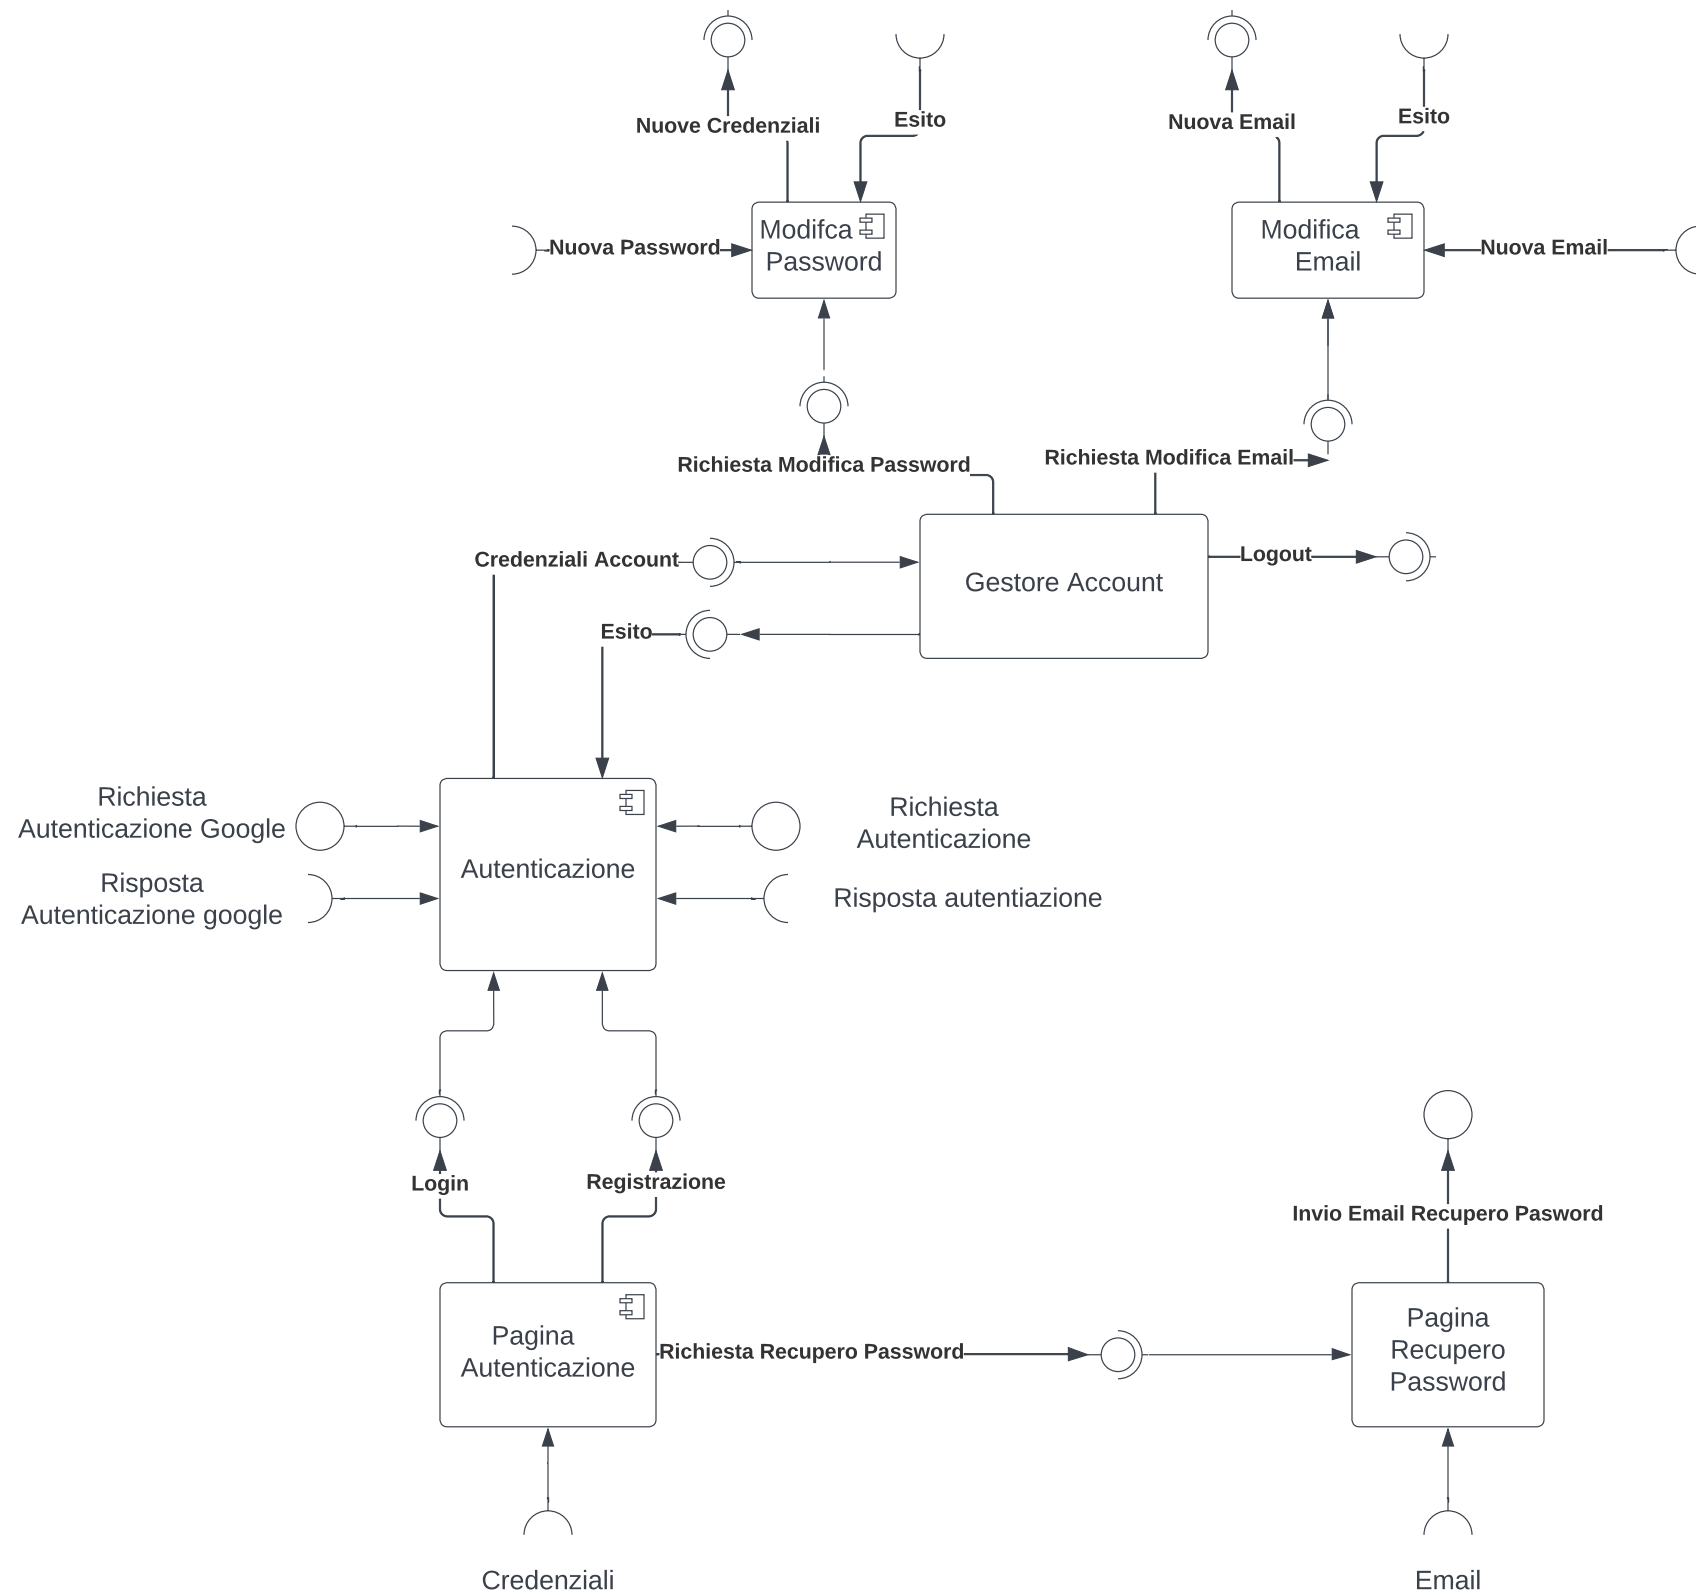 Nuove Credenziali
Esito
Nuova Email
Esito
Nuova Password
Modifca
Password
Modifica
Email
Nuova Email
Richiesta Modifica Password
Richiesta Modifica Email
Credenziali Account
Gestore Account
Logout
Esito
Richiesta
Autenticazione Google
Richiesta
Autenticazione
Autenticazione
Risposta
Autenticazione google
Risposta autentiazione
Login
Registrazione
Invio Email Recupero Pasword
Pagina
Autenticazione
Richiesta Recupero Password
Pagina
Recupero
Password
Credenziali
Email